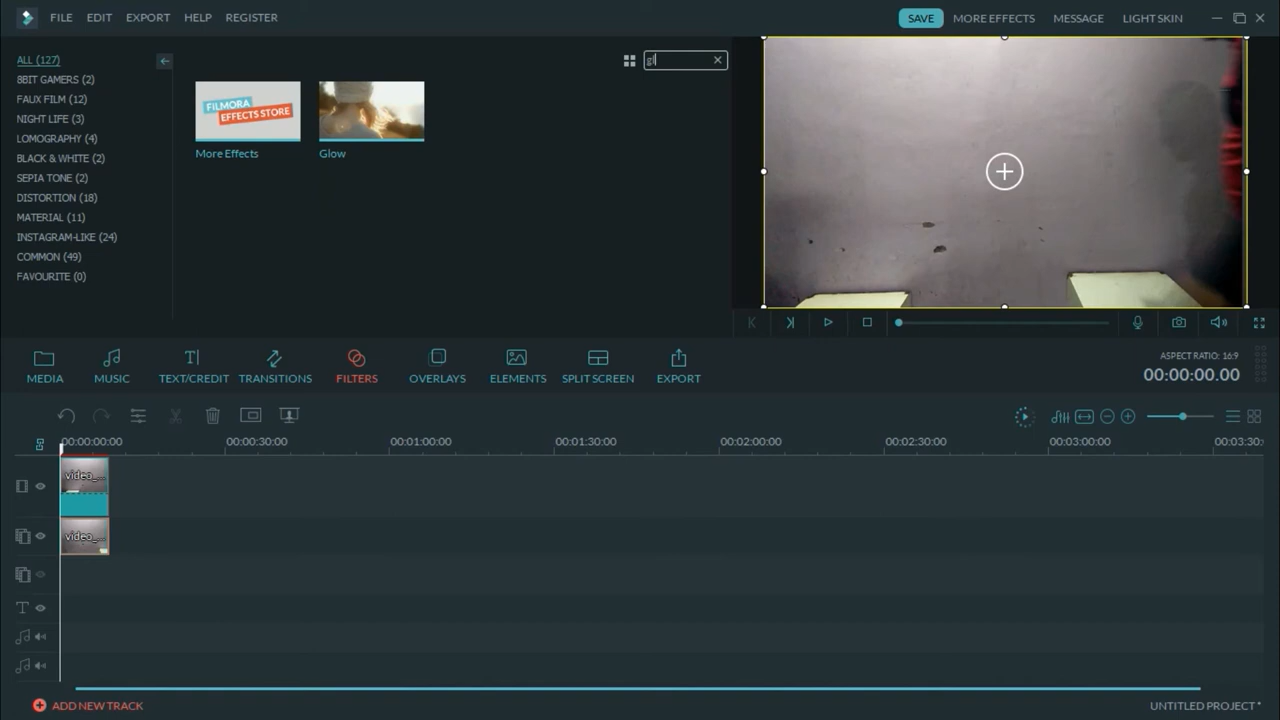 FILE EDIT EXPORT HELP REGISTER SAVE MORE EFFECTS MESSAGE LIGHT SKIN
ALL (127)
8BIT GAMERS (2)
FAUX FILM (12)
NIGHT LIFE (3)
LOMOGRAPHY (4)
BLACK & WHITE (2)
SEPIA TONE (2)
DISTORTION (18)
MATERIAL (11)
INSTAGRAM-LIKE (24)
COMMON (49)
FAVOURITE (0)
gl
FILMORA
EFFECTS STORE
More Effects Glow
MEDIA MUSIC TEXT/CREDIT TRANSITIONS FILTERS OVERLAYS ELEMENTS SPLIT SCREEN EXPORT
ASPECT RATIO: 16:9
00:00:00.00
00:00:00:00 00:00:30:00 00:01:00:00 00:01:30:00 00:02:00:00 00:02:30:00 00:03:00:00 00:03:30:
video_...
video_...
ADD NEW TRACK UNTITLED PROJECT *